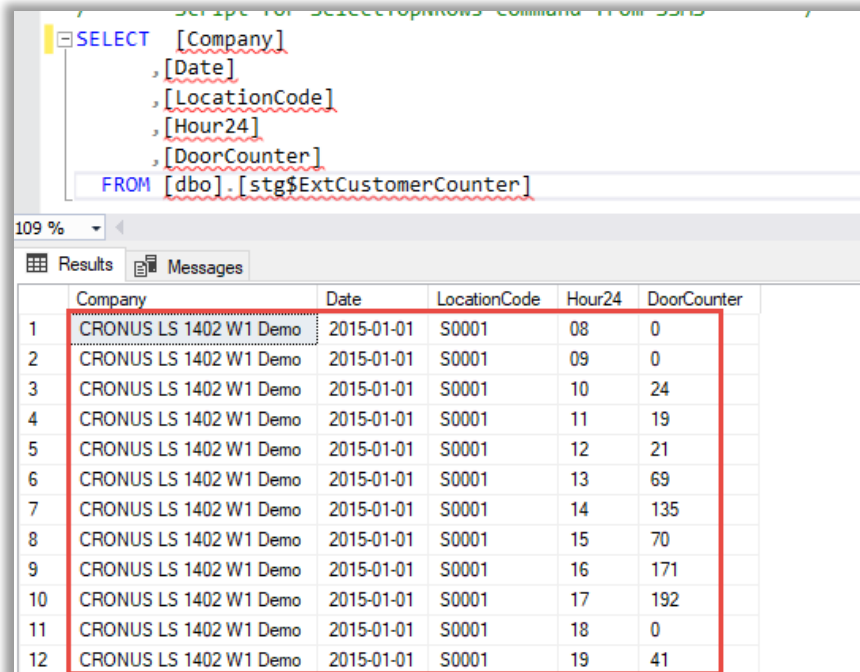 SELECT [Company]
,[Date]
,[LocationCode]
,[Hour24]
,[DoorCounter]
FROM [dbo].[stg$ExtCustomerCounter]
109 %
Results Messages
Company Date LocationCode Hour24 DoorCounter
1 CRONUS LS 1402 W1 Demo 2015-01-01 S0001 08 0
2 CRONUS LS 1402 W1 Demo 2015-01-01 S0001 09 0
3 CRONUS LS 1402 W1 Demo 2015-01-01 S0001 10 24
4 CRONUS LS 1402 W1 Demo 2015-01-01 S0001 11 19
5 CRONUS LS 1402 W1 Demo 2015-01-01 S0001 12 21
6 CRONUS LS 1402 W1 Demo 2015-01-01 S0001 13 69
7 CRONUS LS 1402 W1 Demo 2015-01-01 S0001 14 135
8 CRONUS LS 1402 W1 Demo 2015-01-01 S0001 15 70
9 CRONUS LS 1402 W1 Demo 2015-01-01 S0001 16 171
10 CRONUS LS 1402 W1 Demo 2015-01-01 S0001 17 192
11 CRONUS LS 1402 W1 Demo 2015-01-01 S0001 18 0
12 CRONUS LS 1402 W1 Demo 2015-01-01 S0001 19 41